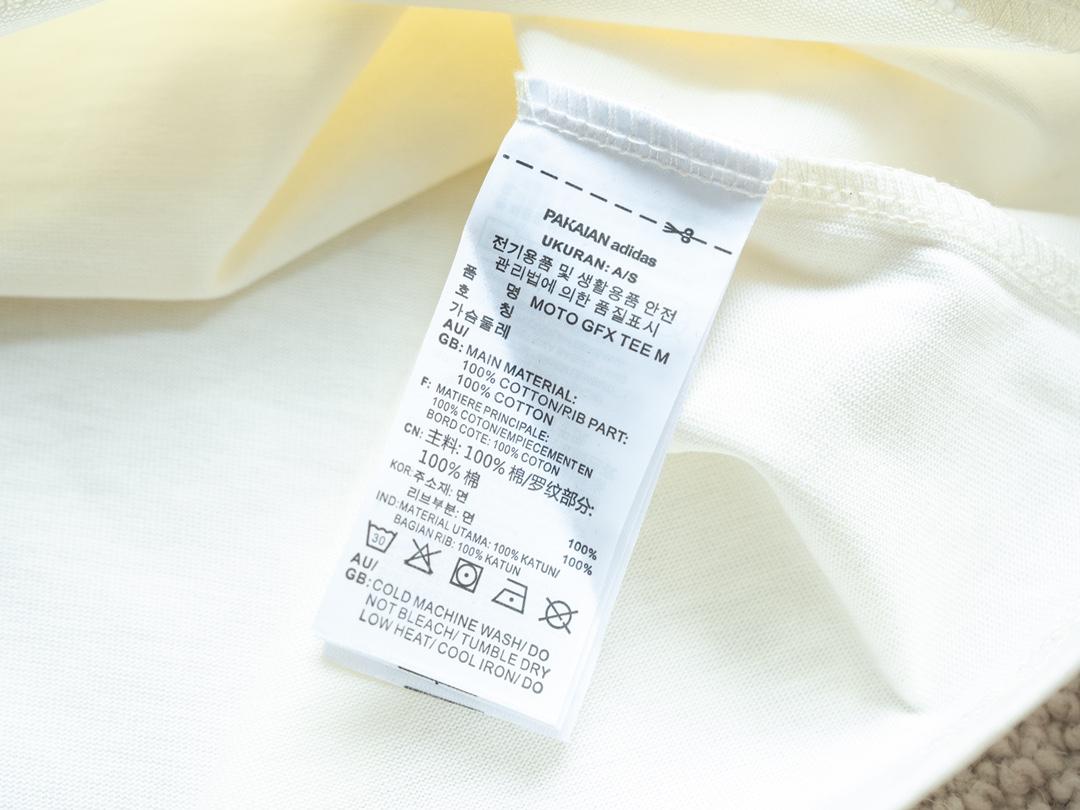 PAKAIAN adidas
UKURAN: A/S
전기용품 및 생활용품 안전
관리법에 의한 품질표시
품 명 MOTO GFX TEE M
호 칭
가슴둘레
AU/
GB: MAIN MATERIAL:
100% COTTON/RIB PART:
100% COTTON
F: MATIERE PRINCIPALE:
100% COTON/EMPIECEMENT EN
BORD COTE: 100% COTON
CN: 主料: 100% 棉/罗纹部分:
100% 棉
KOR: 주소재: 면 100%
리브부분: 면 100%
IND: MATERIAL UTAMA: 100% KATUN/
BAGIAN RIB: 100% KATUN
30
AU/
GB: COLD MACHINE WASH/ DO
NOT BLEACH/ TUMBLE DRY
LOW HEAT/ COOL IRON/ DO